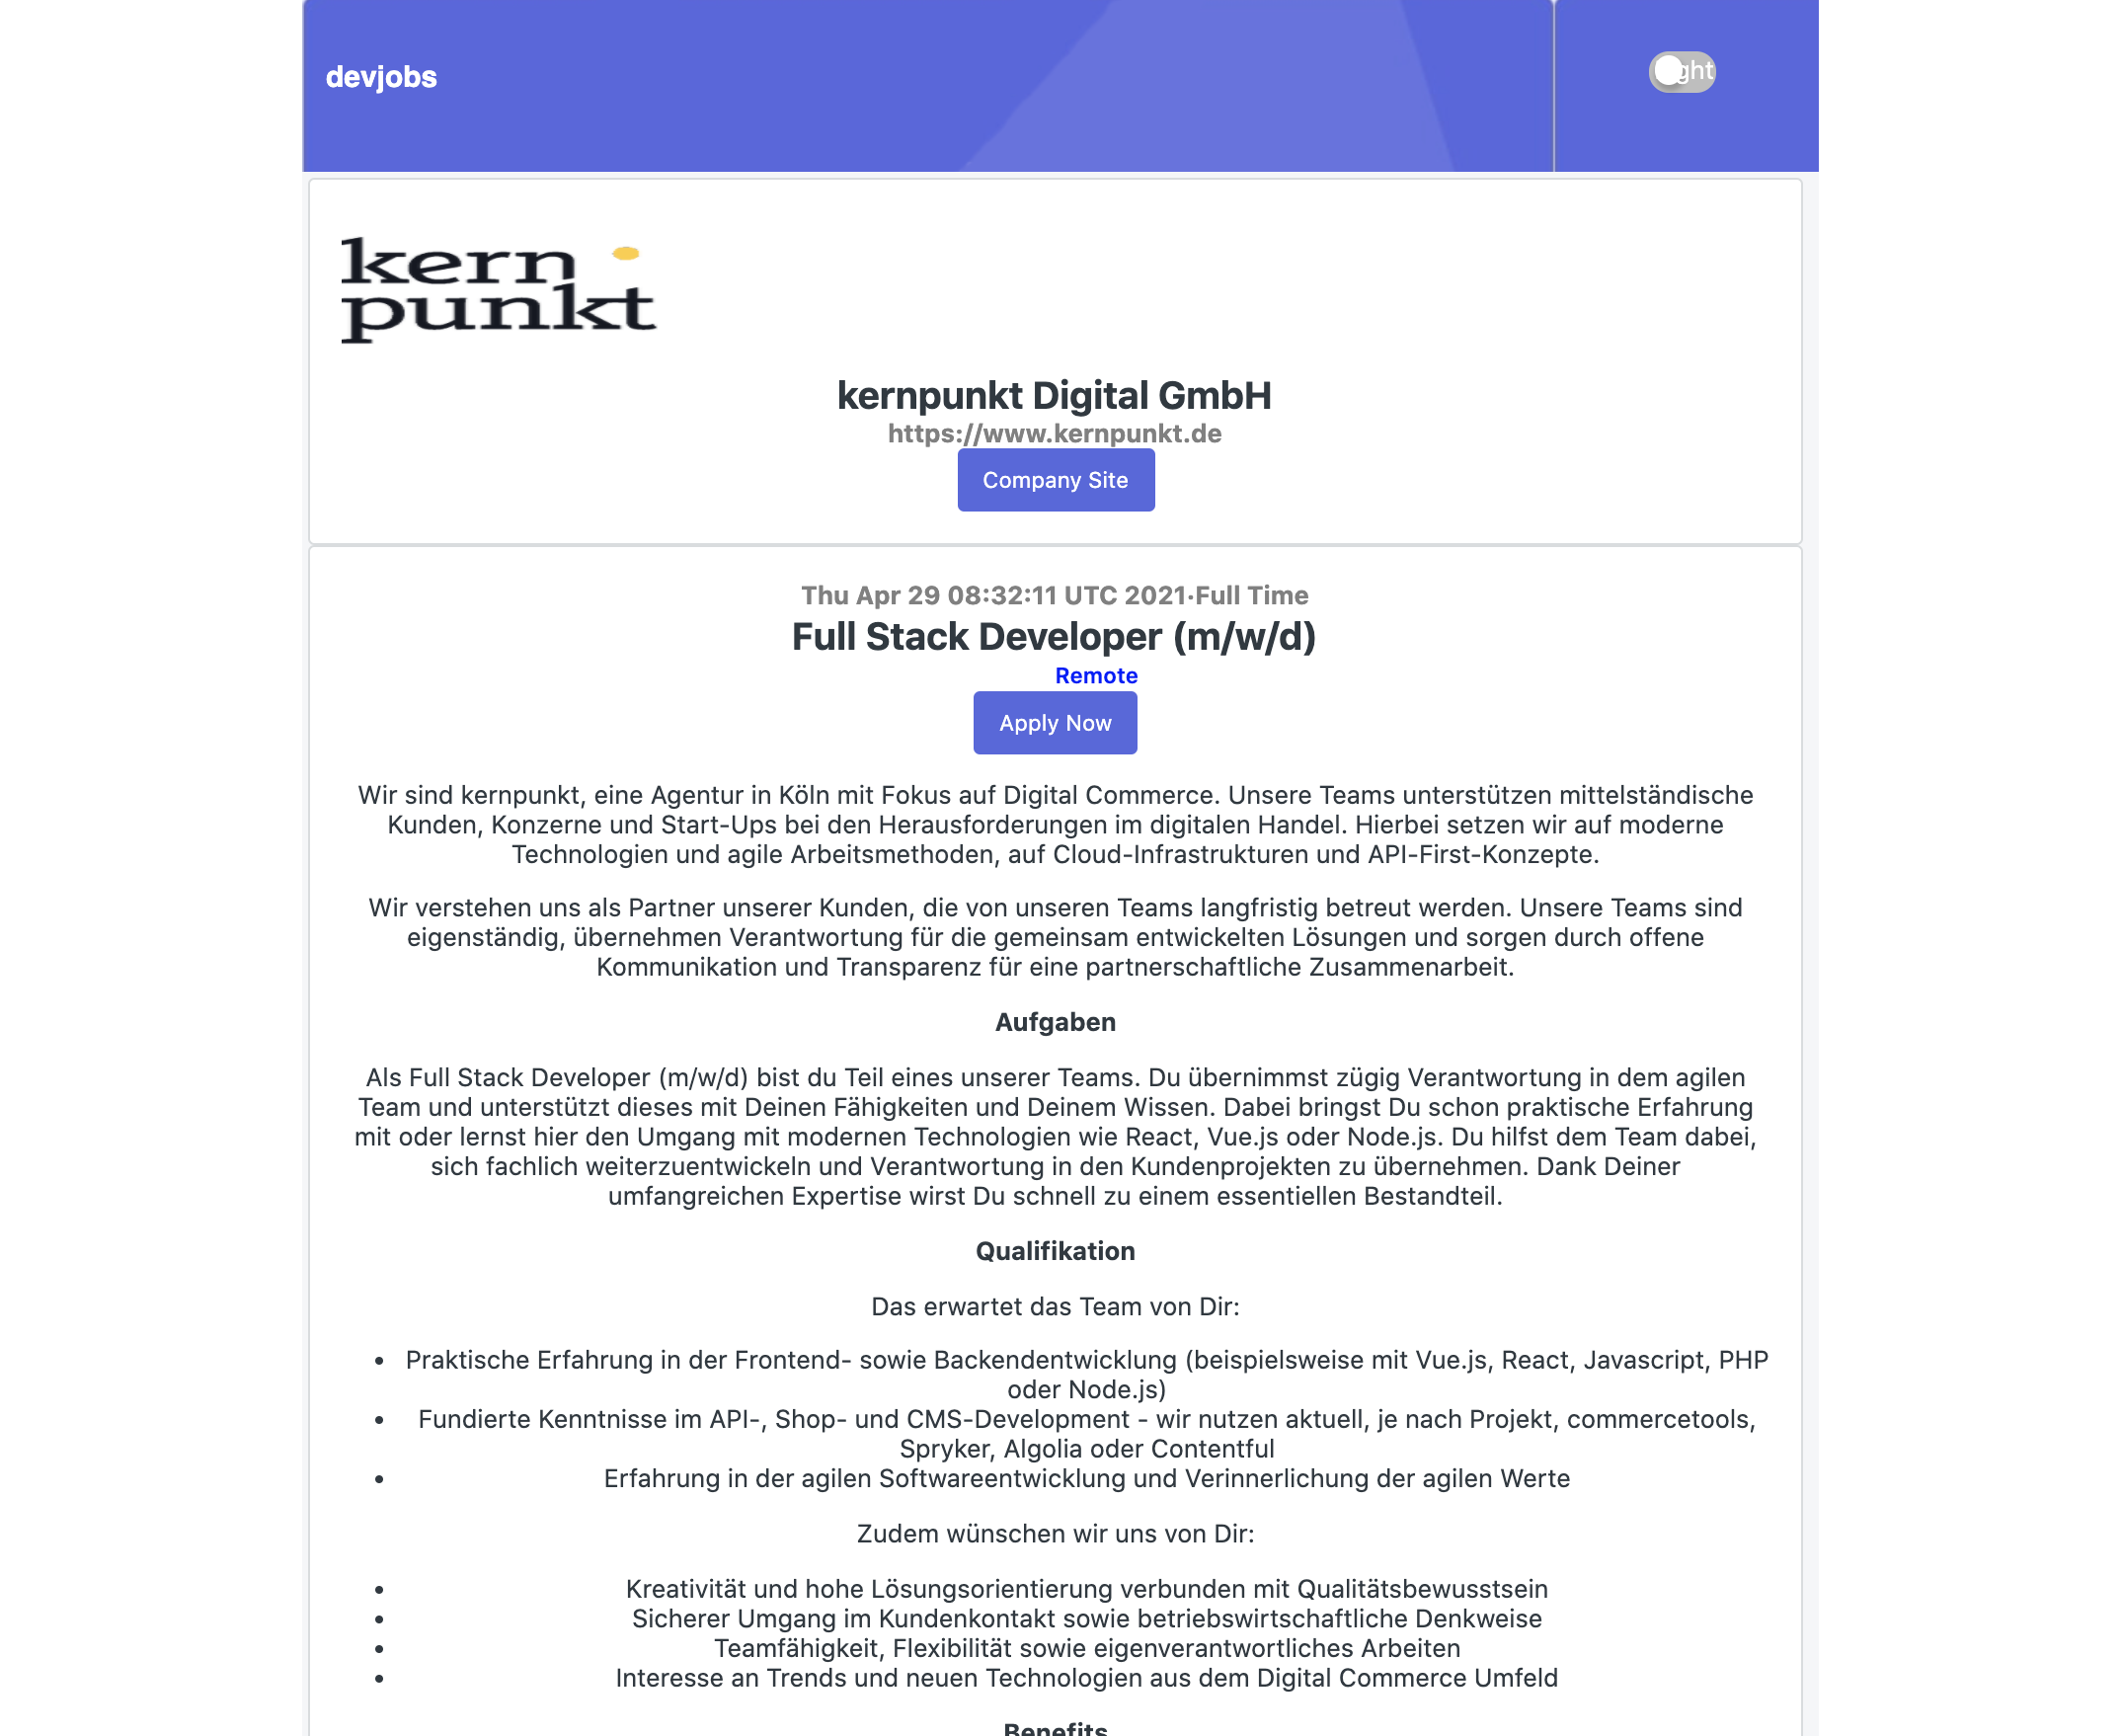 devjobs
ght
kern
punkt
kernpunkt Digital GmbH
https://www.kernpunkt.de
Company Site
Thu Apr 29 08:32:11 UTC 2021·Full Time
Full Stack Developer (m/w/d)
Remote
Apply Now
Wir sind kernpunkt, eine Agentur in Köln mit Fokus auf Digital Commerce. Unsere Teams unterstützen mittelständische
Kunden, Konzerne und Start-Ups bei den Herausforderungen im digitalen Handel. Hierbei setzen wir auf moderne
Technologien und agile Arbeitsmethoden, auf Cloud-Infrastrukturen und API-First-Konzepte.
Wir verstehen uns als Partner unserer Kunden, die von unseren Teams langfristig betreut werden. Unsere Teams sind
eigenständig, übernehmen Verantwortung für die gemeinsam entwickelten Lösungen und sorgen durch offene
Kommunikation und Transparenz für eine partnerschaftliche Zusammenarbeit.
Aufgaben
Als Full Stack Developer (m/w/d) bist du Teil eines unserer Teams. Du übernimmst zügig Verantwortung in dem agilen
Team und unterstützt dieses mit Deinen Fähigkeiten und Deinem Wissen. Dabei bringst Du schon praktische Erfahrung
mit oder lernst hier den Umgang mit modernen Technologien wie React, Vue.js oder Node.js. Du hilfst dem Team dabei,
sich fachlich weiterzuentwickeln und Verantwortung in den Kundenprojekten zu übernehmen. Dank Deiner
umfangreichen Expertise wirst Du schnell zu einem essentiellen Bestandteil.
Qualifikation
Das erwartet das Team von Dir:
• Praktische Erfahrung in der Frontend- sowie Backendentwicklung (beispielsweise mit Vue.js, React, Javascript, PHP
oder Node.js)
• Fundierte Kenntnisse im API-, Shop- und CMS-Development - wir nutzen aktuell, je nach Projekt, commercetools,
Spryker, Algolia oder Contentful
• Erfahrung in der agilen Softwareentwicklung und Verinnerlichung der agilen Werte
Zudem wünschen wir uns von Dir:
• Kreativität und hohe Lösungsorientierung verbunden mit Qualitätsbewusstsein
• Sicherer Umgang im Kundenkontakt sowie betriebswirtschaftliche Denkweise
• Teamfähigkeit, Flexibilität sowie eigenverantwortliches Arbeiten
• Interesse an Trends und neuen Technologien aus dem Digital Commerce Umfeld
Benefits